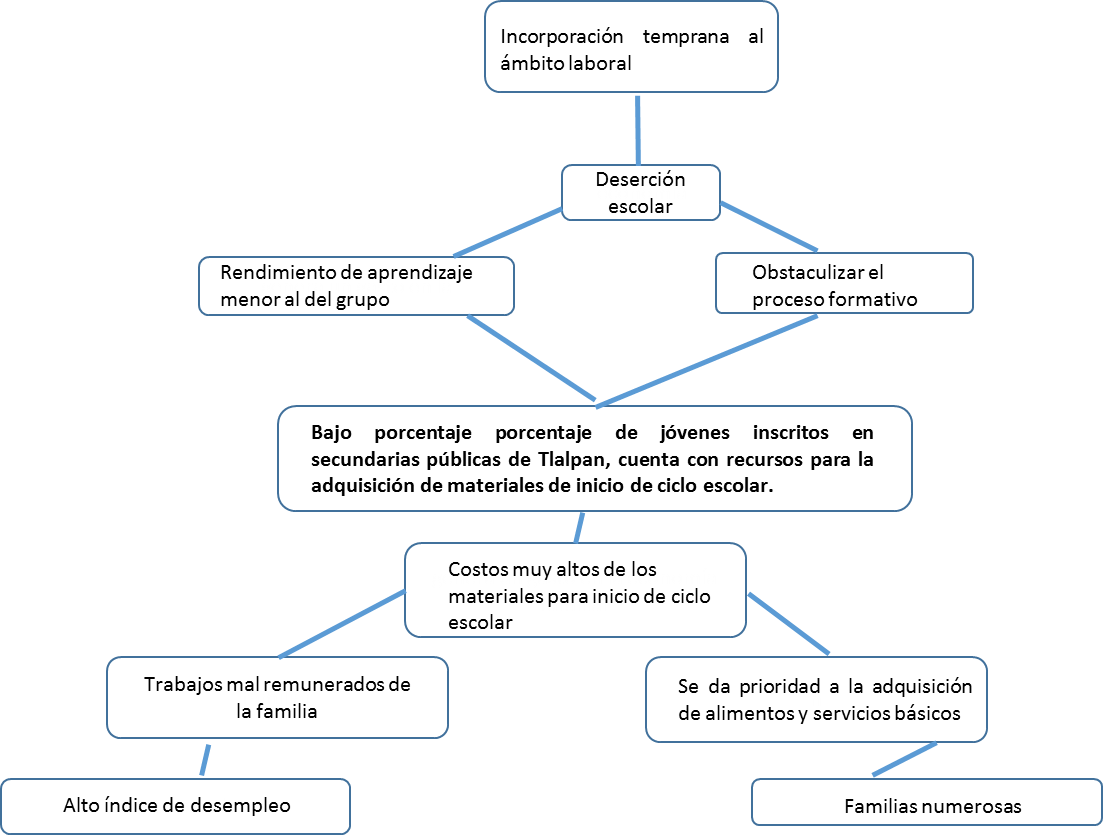 Incorporación temprana al
ámbito laboral
Deserción
escolar
Rendimiento de aprendizaje
menor al del grupo
Obstaculizar el
proceso formativo
Bajo porcentaje porcentaje de jóvenes inscritos en
secundarias públicas de Tlalpan, cuenta con recursos para la
adquisición de materiales de inicio de ciclo escolar.
Costos muy altos de los
materiales para inicio de ciclo
escolar
Trabajos mal remunerados de
la familia
Se da prioridad a la adquisición
de alimentos y servicios básicos
Alto índice de desempleo
Familias numerosas